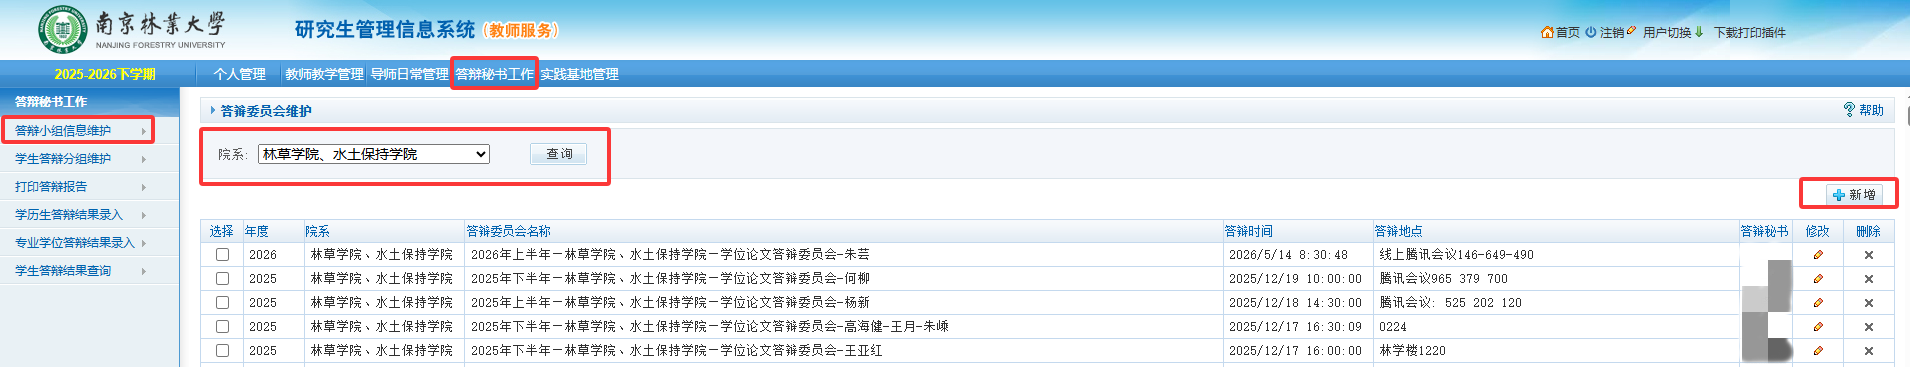 南京林業大學
NANJING FORESTRY UNIVERSITY
研究生管理信息系统 (教师服务)
首页 注销 用户切换 下载打印插件
2025-2026下学期 个人管理 教师教学管理 导师日常管理 答辩秘书工作 实践基地管理
答辩秘书工作
答辩小组信息维护
学生答辩分组维护
打印答辩报告
学历生答辩结果录入
专业学位答辩结果录入
学生答辩结果查询
答辩委员会维护 帮助
院系: 林草学院、水土保持学院 查询
新增
选择 年度 院系 答辩委员会名称 答辩时间 答辩地点 答辩秘书 修改 删除
2026 林草学院、水土保持学院 2026年上半年—林草学院、水土保持学院—学位论文答辩委员会-朱芸 2026/5/14 8:30:48 线上腾讯会议146-649-490
2025 林草学院、水土保持学院 2025年下半年—林草学院、水土保持学院—学位论文答辩委员会-何柳 2025/12/19 10:00:00 腾讯会议965 379 700
2025 林草学院、水土保持学院 2025年上半年—林草学院、水土保持学院—学位论文答辩委员会-杨新 2025/12/18 14:30:00 腾讯会议: 525 202 120
2025 林草学院、水土保持学院 2025年下半年—林草学院、水土保持学院—学位论文答辩委员会-高海健-王月-朱嵊 2025/12/17 16:30:09 0224
2025 林草学院、水土保持学院 2025年下半年—林草学院、水土保持学院—学位论文答辩委员会-王亚红 2025/12/17 16:00:00 林学楼1220